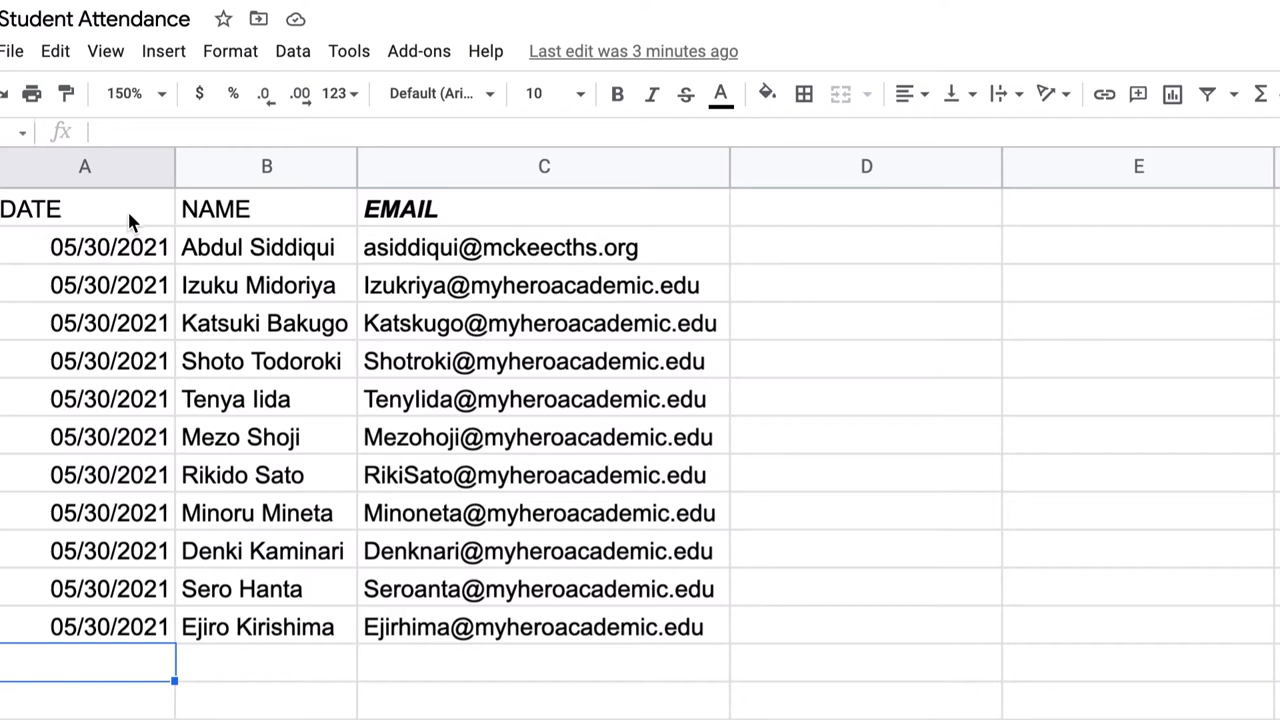 Student Attendance
File Edit View Insert Format Data Tools Add-ons Help Last edit was 3 minutes ago
150% $ % .0 .00 123 Default (Ari... 10 B I S A Σ
fx
A B C D E
DATE NAME EMAIL
05/30/2021 Abdul Siddiqui asiddiqui@mckeecths.org
05/30/2021 Izuku Midoriya Izukriya@myheroacademic.edu
05/30/2021 Katsuki Bakugo Katskugo@myheroacademic.edu
05/30/2021 Shoto Todoroki Shotroki@myheroacademic.edu
05/30/2021 Tenya Iida TenyIida@myheroacademic.edu
05/30/2021 Mezo Shoji Mezohoji@myheroacademic.edu
05/30/2021 Rikido Sato RikiSato@myheroacademic.edu
05/30/2021 Minoru Mineta Minoneta@myheroacademic.edu
05/30/2021 Denki Kaminari Denknari@myheroacademic.edu
05/30/2021 Sero Hanta Seroanta@myheroacademic.edu
05/30/2021 Ejiro Kirishima Ejirhima@myheroacademic.edu